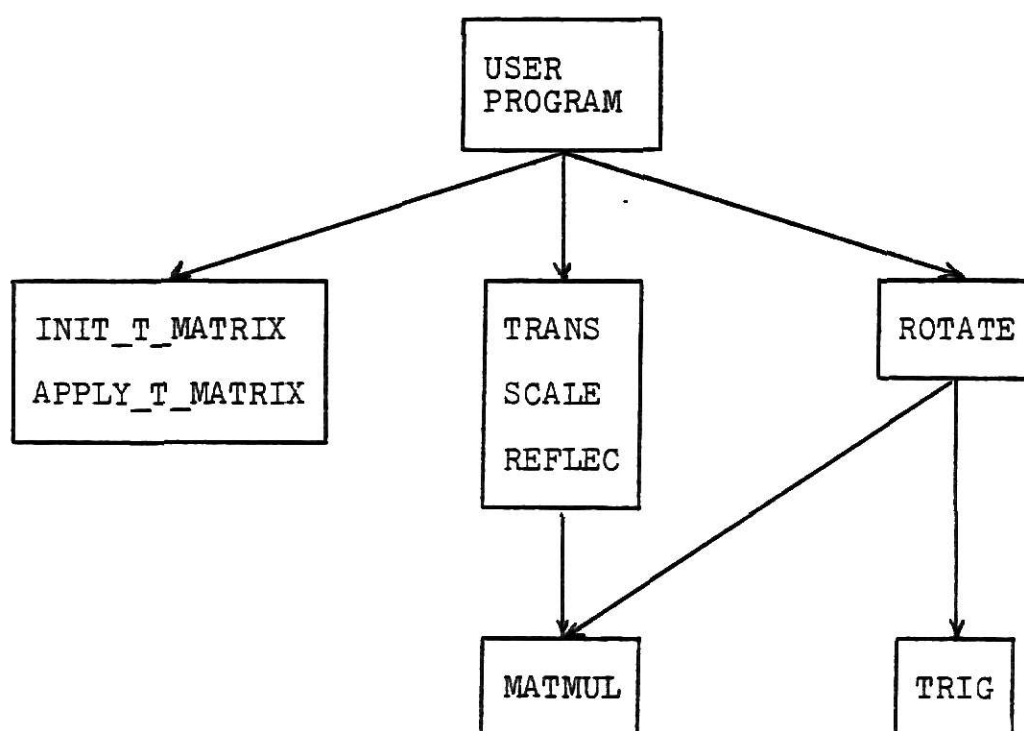 USER
PROGRAM
INIT_T_MATRIX
APPLY_T_MATRIX
TRANS
SCALE
REFLEC
ROTATE
MATMUL
TRIG